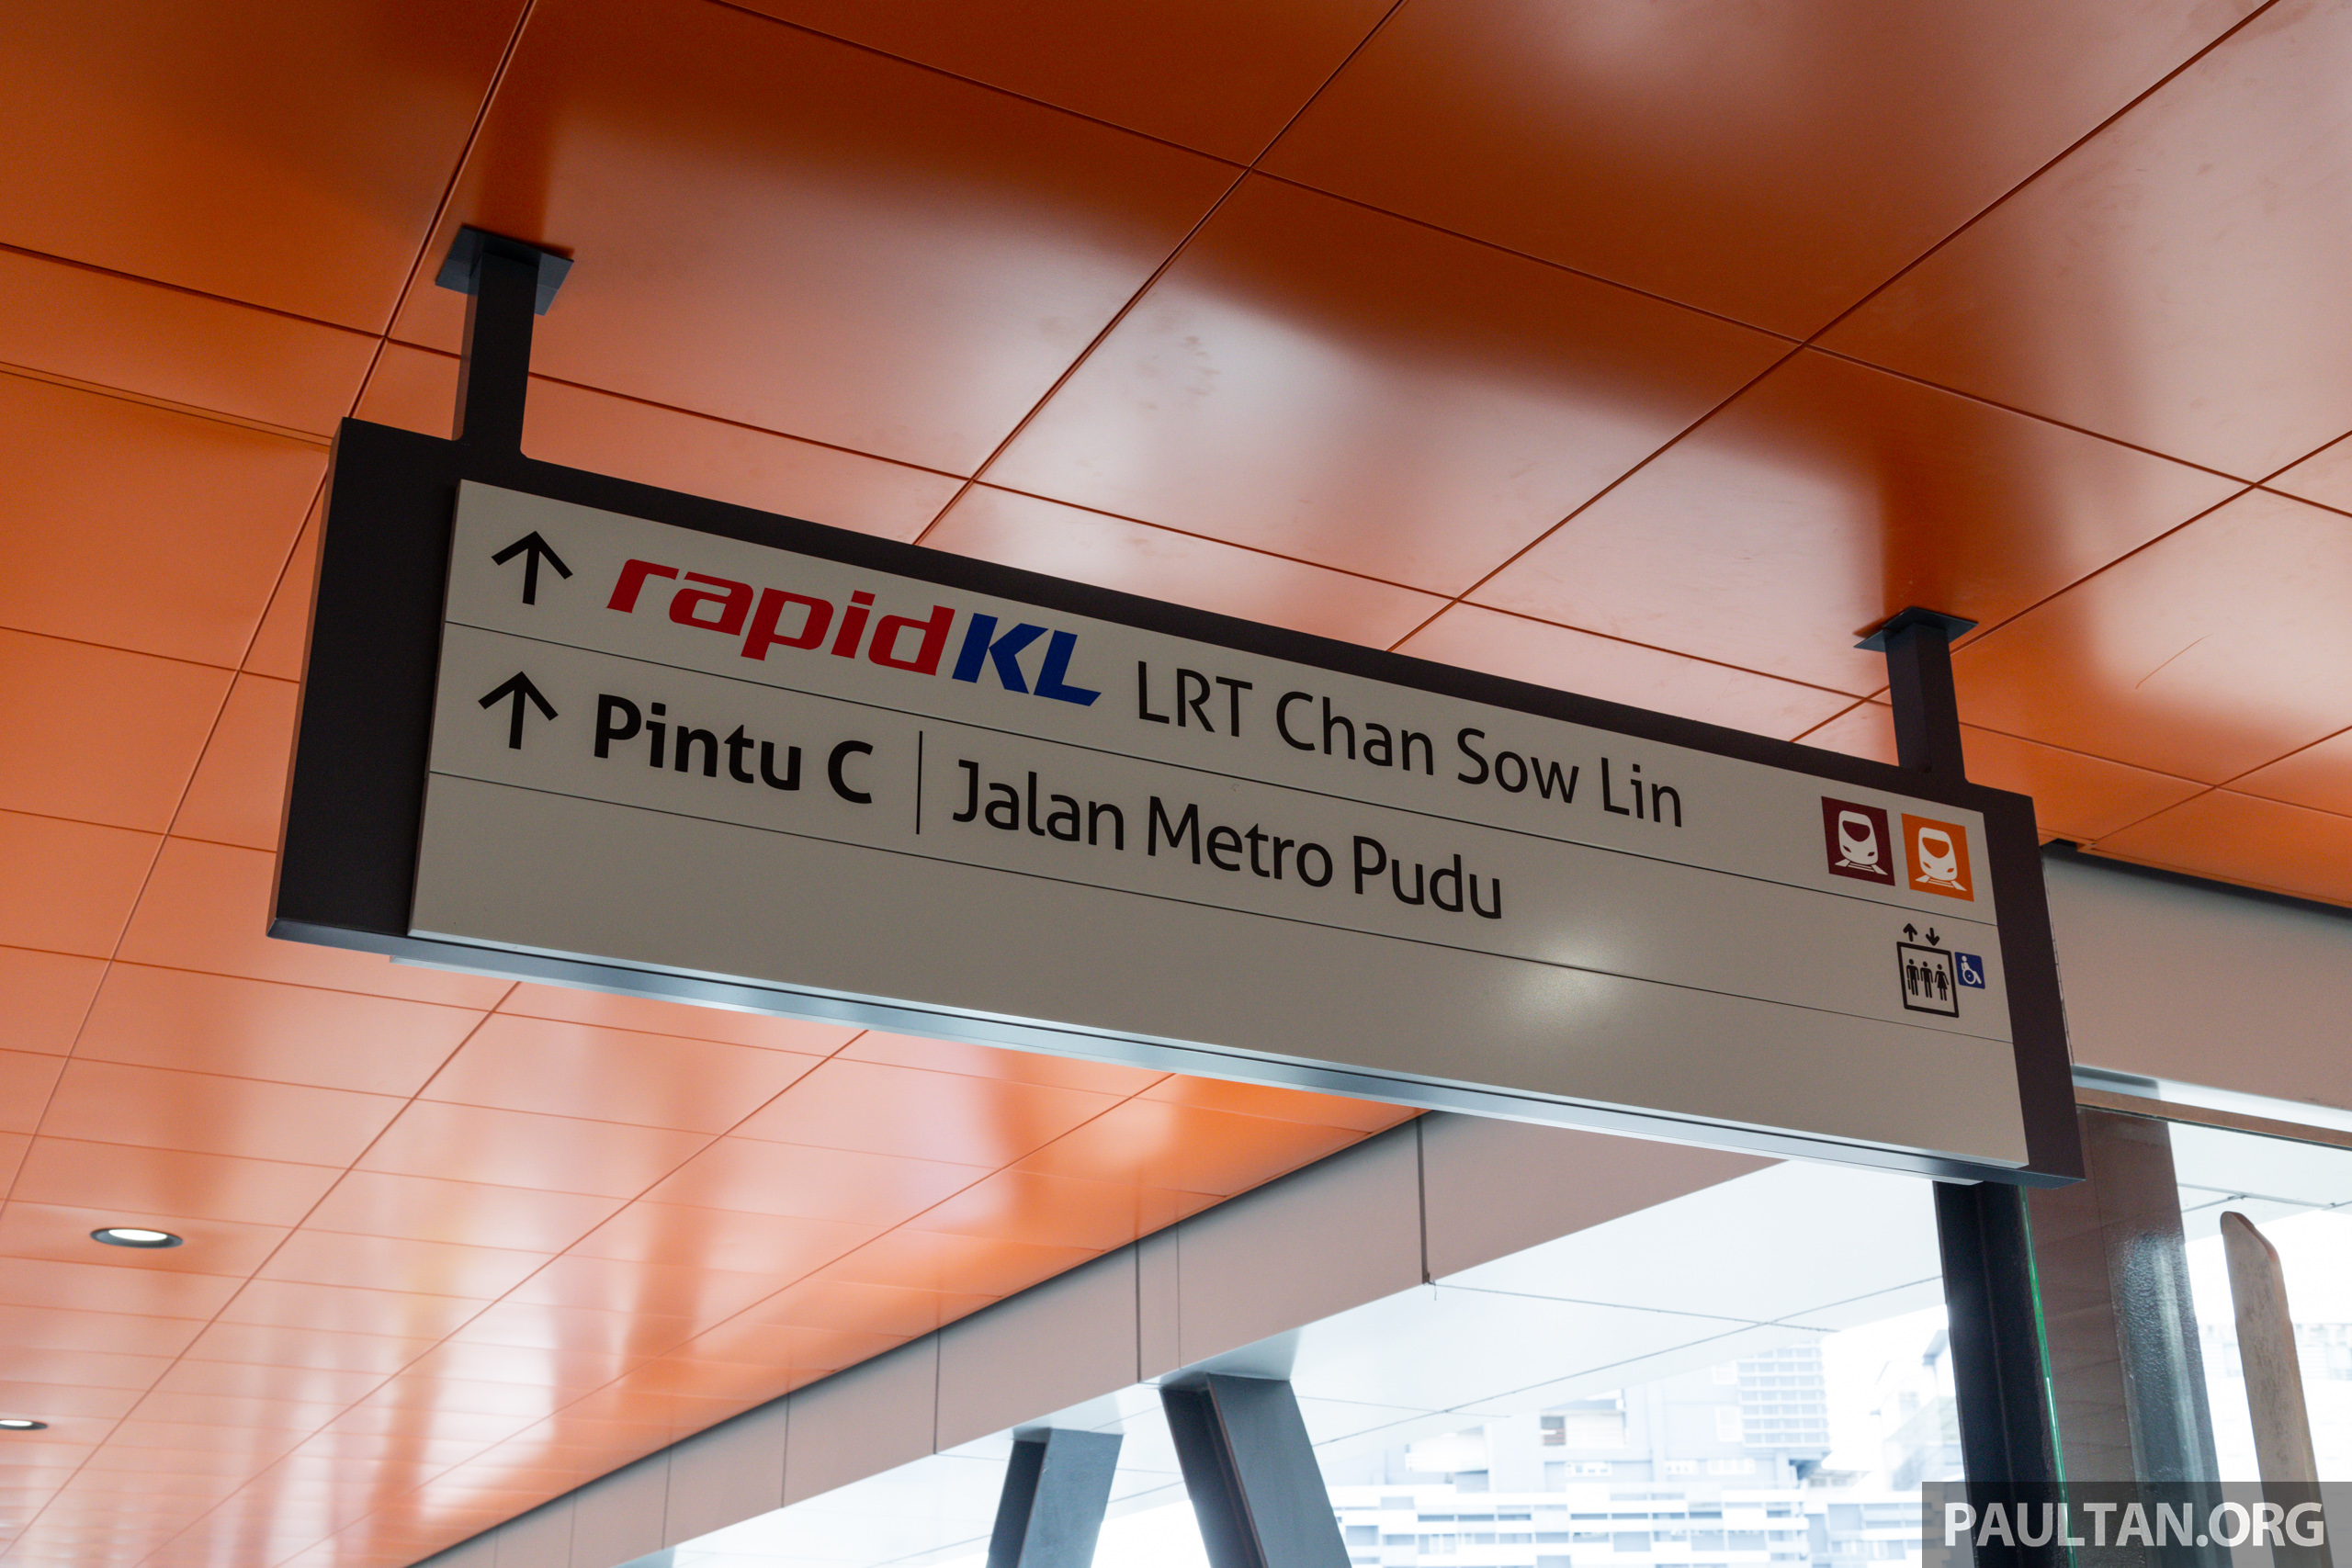 rapidKL LRT Chan Sow Lin
Pintu C | Jalan Metro Pudu
PAULTAN.ORG